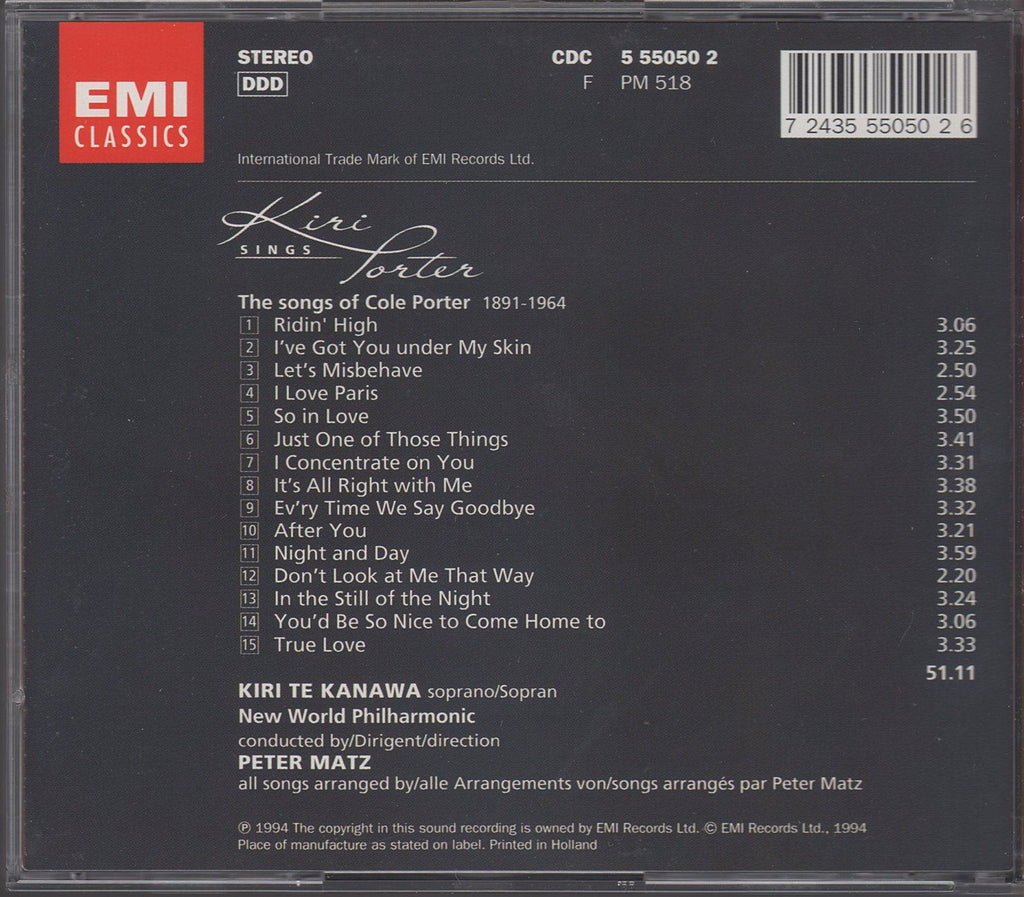 EMI
CLASSICS
STEREO
DDD
CDC 5 55050 2
F PM 518
7 24355 55050 2 6
International Trade Mark of EMI Records Ltd.
Kiri
SINGS
Porter
The songs of Cole Porter 1891-1964
1 Ridin' High 3.06
2 I've Got You under My Skin 3.25
3 Let's Misbehave 2.50
4 I Love Paris 2.54
5 So in Love 3.50
6 Just One of Those Things 3.41
7 I Concentrate on You 3.31
8 It's All Right with Me 3.38
9 Ev'ry Time We Say Goodbye 3.32
10 After You 3.21
11 Night and Day 3.59
12 Don't Look at Me That Way 2.20
13 In the Still of the Night 3.24
14 You'd Be So Nice to Come Home to 3.06
15 True Love 3.33
51.11
KIRI TE KANAWA soprano/Sopran
New World Philharmonic
conducted by/Dirigent/direction
PETER MATZ
all songs arranged by/alle Arrangements von/songs arrangés par Peter Matz
℗ 1994 The copyright in this sound recording is owned by EMI Records Ltd. © EMI Records Ltd., 1994
Place of manufacture as stated on label. Printed in Holland